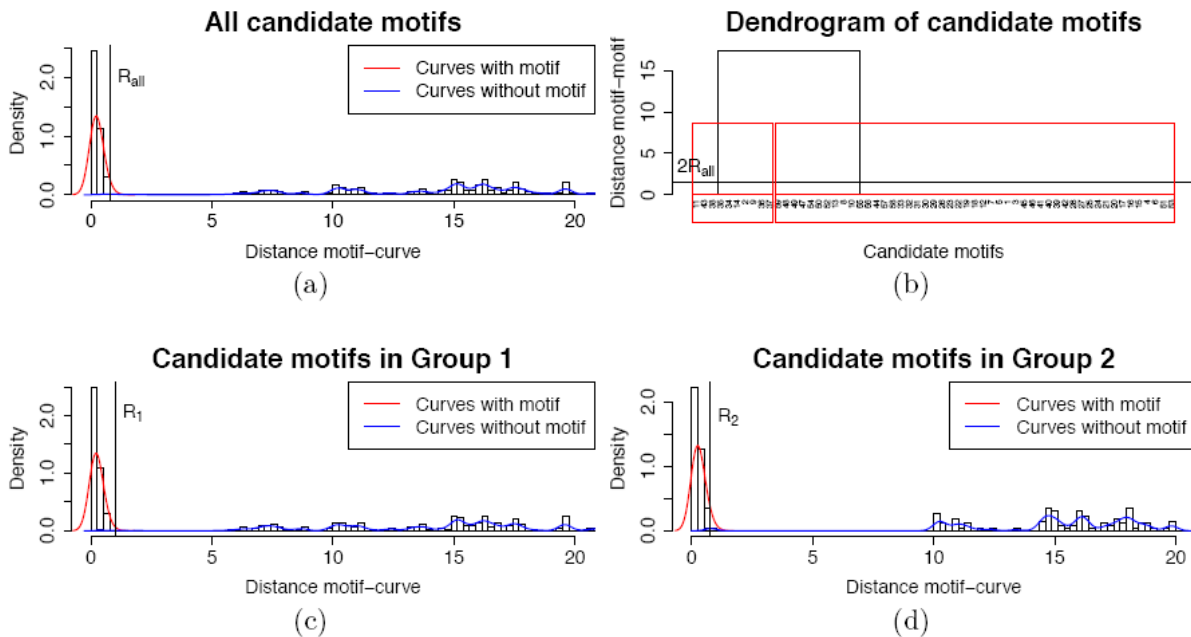 All candidate motifs
Density
0.0 1.0 2.0
R_all
Curves with motif
Curves without motif
0 5 10 15 20
Distance motif−curve
(a)
Dendrogram of candidate motifs
Distance motif−motif
0 5 10 15
2R_all
Candidate motifs
(b)
Candidate motifs in Group 1
Density
0.0 1.0 2.0
R_1
Curves with motif
Curves without motif
0 5 10 15 20
Distance motif−curve
(c)
Candidate motifs in Group 2
Density
0.0 1.0 2.0
R_2
Curves with motif
Curves without motif
0 5 10 15 20
Distance motif−curve
(d)